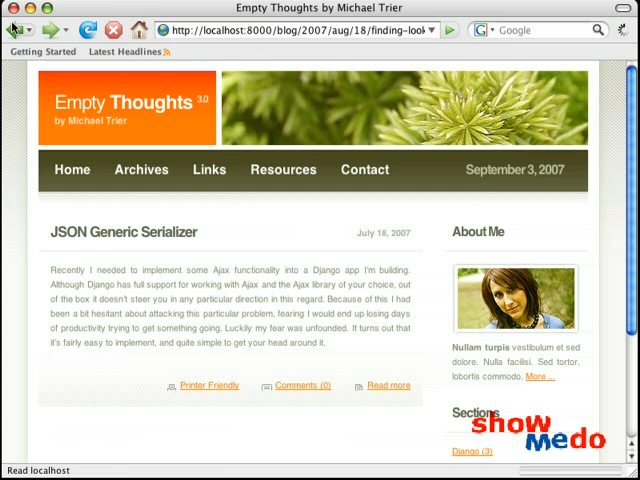 Empty Thoughts by Michael Trier
http://localhost:8000/blog/2007/aug/18/finding-look
Google
Getting Started Latest Headlines
Empty Thoughts 3.0
by Michael Trier
Home Archives Links Resources Contact September 3, 2007
JSON Generic Serializer July 18, 2007
Recently I needed to implement some Ajax functionality into a Django app I'm building.
Although Django has full support for working with Ajax and the Ajax library of your choice, out
of the box it doesn't steer you in any particular direction in this regard. Because of this I had
been a bit hesitant about attacking this particular problem, fearing I would end up losing days
of productivity trying to get something going. Luckily my fear was unfounded. It turns out that
it's fairly easy to implement, and quite simple to get your head around it.
Printer Friendly Comments (0) Read more
About Me
Nullam turpis vestibulum et sed
dolore. Nulla facilisi. Sed tortor.
lobortis commodo. More ...
Sections
Django (3)
showmedo
Read localhost